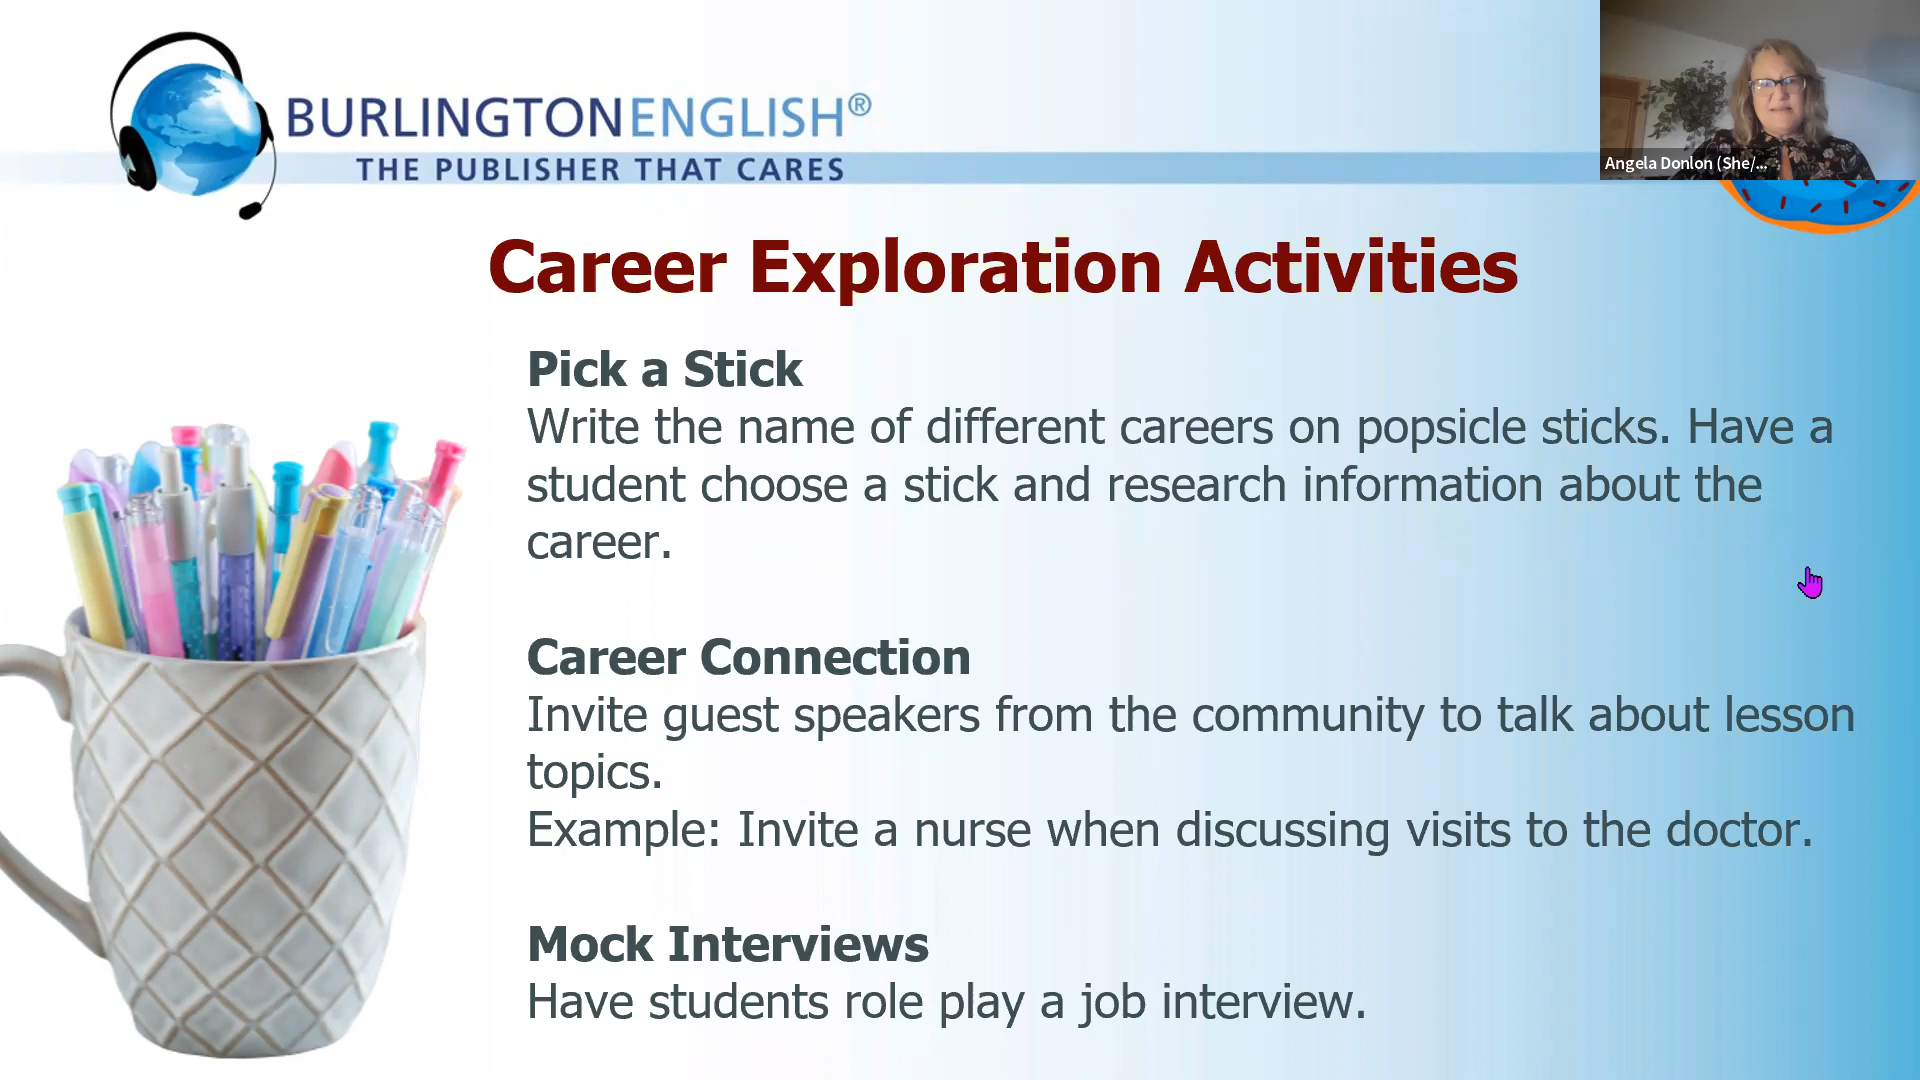 BURLINGTONENGLISH®
THE PUBLISHER THAT CARES
Angela Donlon (She/...
Career Exploration Activities
Pick a Stick
Write the name of different careers on popsicle sticks. Have a
student choose a stick and research information about the
career.
Career Connection
Invite guest speakers from the community to talk about lesson
topics.
Example: Invite a nurse when discussing visits to the doctor.
Mock Interviews
Have students role play a job interview.